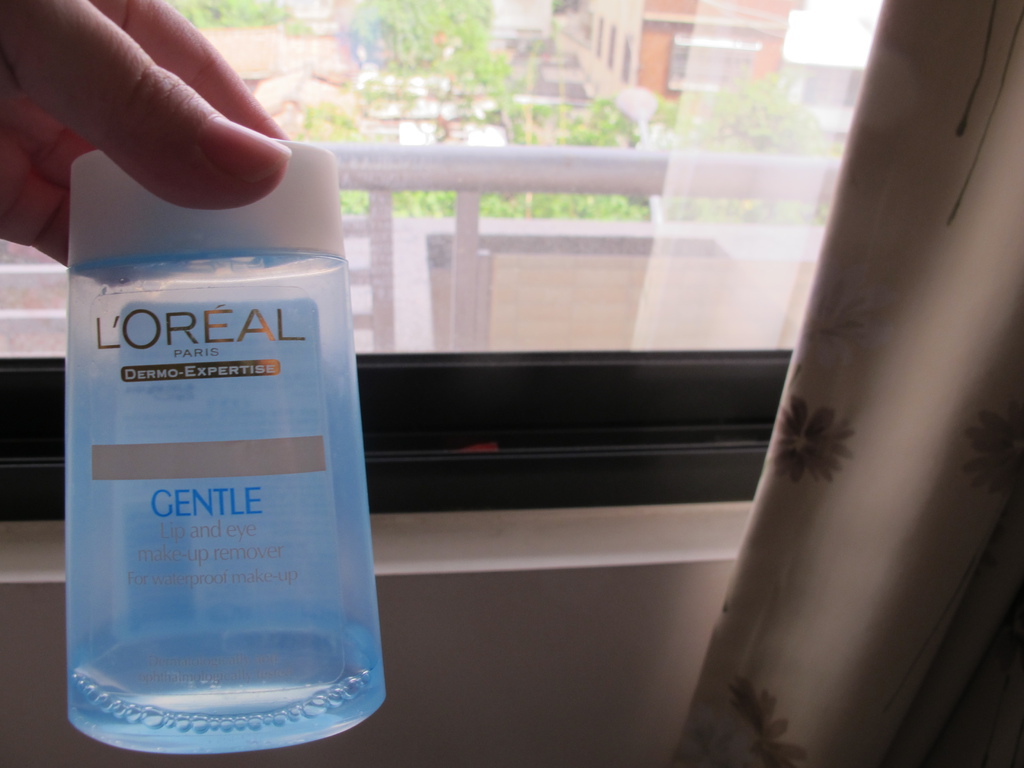 L'ORÉAL
PARIS
DERMO-EXPERTISE
GENTLE
Lip and eye
make-up remover
For waterproof make-up